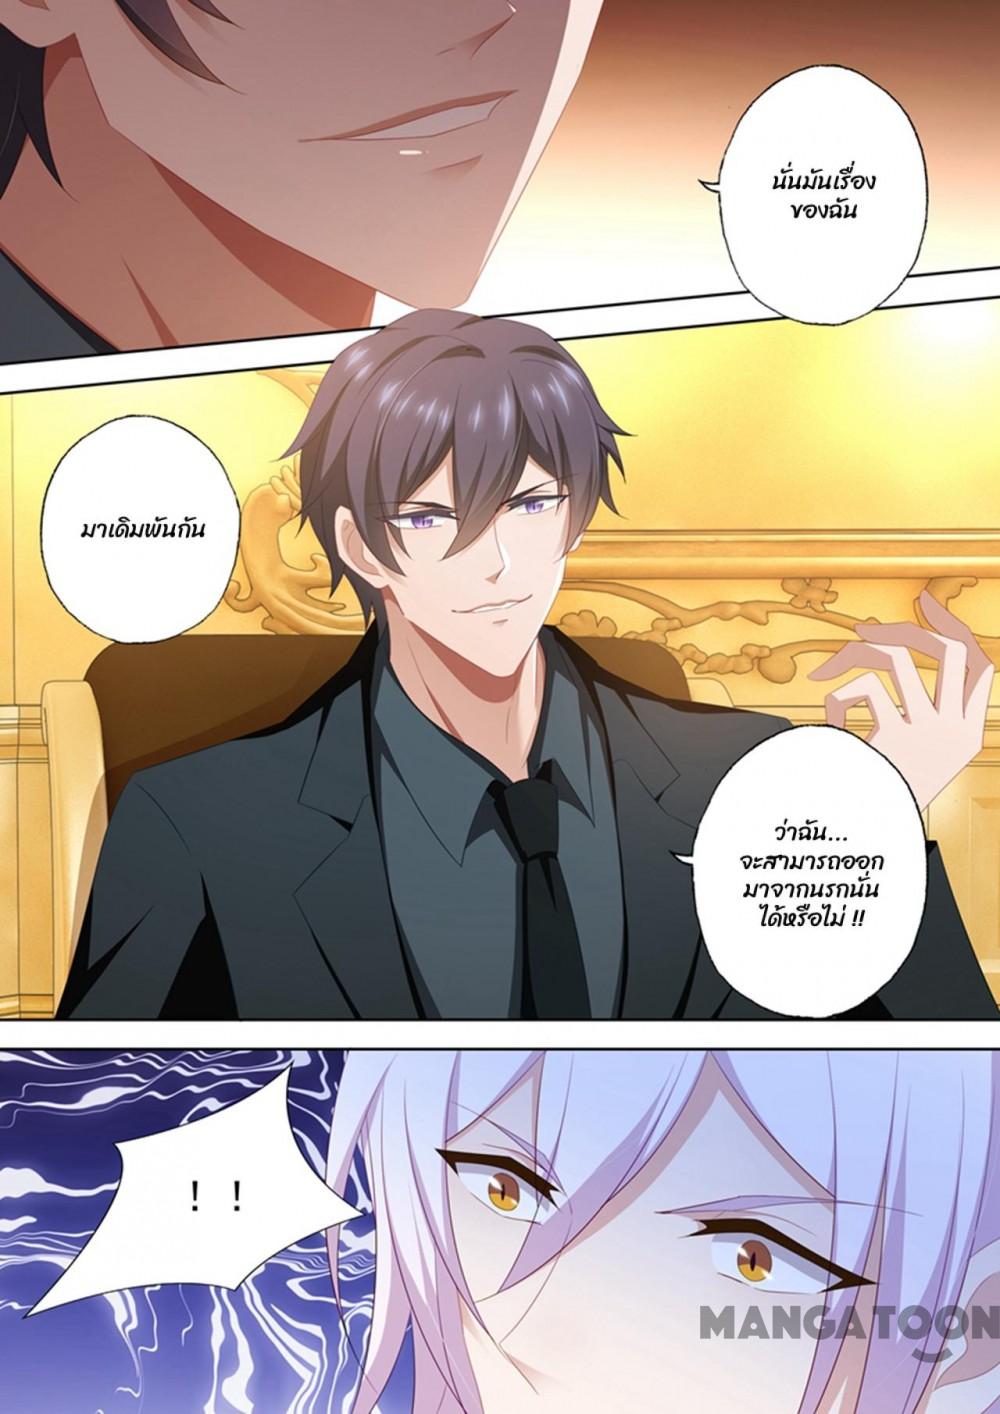 นั่นมันเรื่อง
ของฉัน
มาเดิมพันกัน
ว่าฉัน...
จะสามารถออก
มาจากนรกนั่น
ได้หรือไม่ !!
! !
MANGATOON